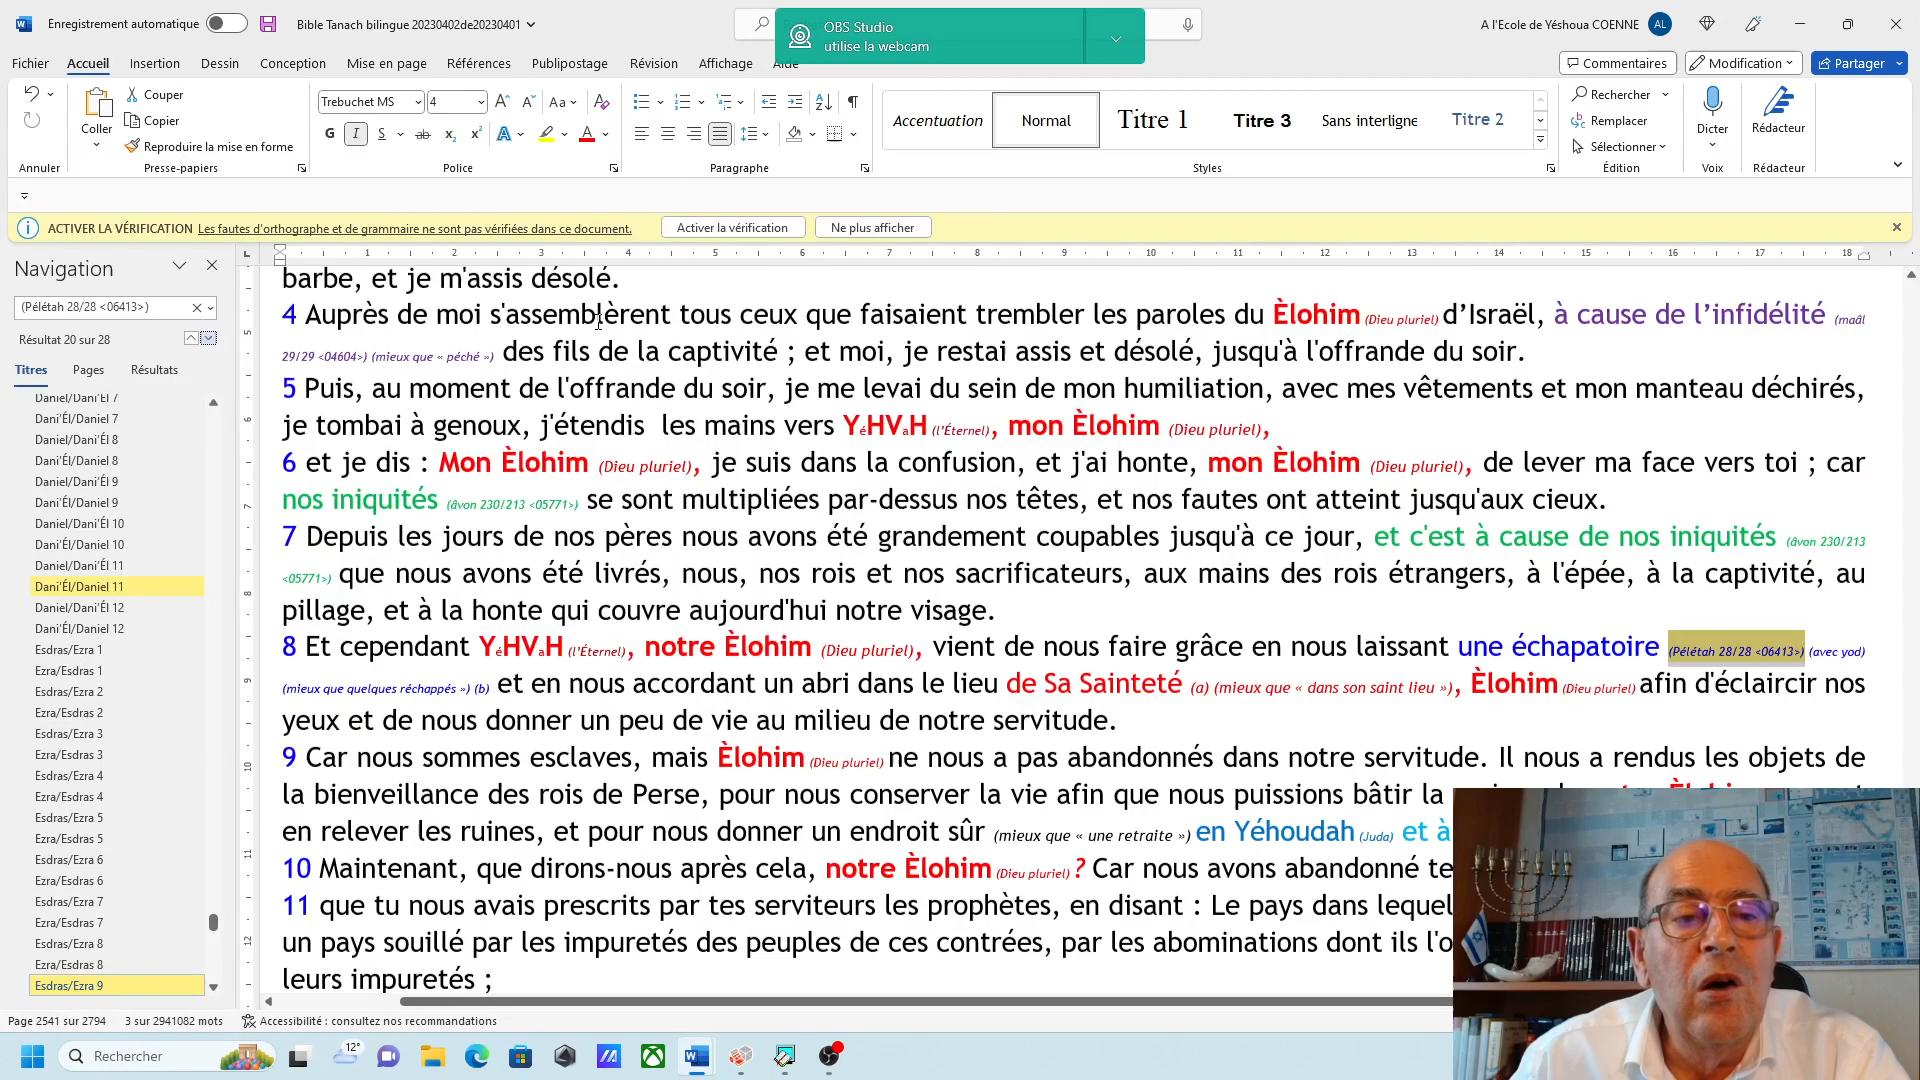 Enregistrement automatique
Bible Tanach bilingue 20230402de20230401
OBS Studio
utilise la webcam
A l'Ecole de Yéshoua COENNE
AL
Fichier Accueil Insertion Dessin Conception Mise en page Références Publipostage Révision Affichage Aide
Commentaires Modification Partager
Coller
Couper
Copier
Reproduire la mise en forme
Trebuchet MS 4
G I S ab
Accentuation Normal Titre 1 Titre 3 Sans interligne Titre 2
Rechercher
Remplacer
Sélectionner
Dicter
Rédacteur
Annuler Presse-papiers Police Paragraphe Styles Édition Voix Rédacteur
ACTIVER LA VÉRIFICATION Les fautes d'orthographe et de grammaire ne sont pas vérifiées dans ce document. Activer la vérification Ne plus afficher
Navigation
(Pélétah 28/28 <06413>)
Résultat 20 sur 28
Titres Pages Résultats
Daniel/Dani'Él 7
Dani'Él/Daniel 7
Daniel/Dani'Él 8
Dani'Él/Daniel 8
Daniel/Dani'Él 9
Dani'Él/Daniel 9
Daniel/Dani'Él 10
Dani'Él/Daniel 10
Daniel/Dani'Él 11
Dani'Él/Daniel 11
Daniel/Dani'Él 12
Dani'Él/Daniel 12
Esdras/Ezra 1
Ezra/Esdras 1
Esdras/Ezra 2
Ezra/Esdras 2
Esdras/Ezra 3
Ezra/Esdras 3
Esdras/Ezra 4
Ezra/Esdras 4
Esdras/Ezra 5
Ezra/Esdras 5
Esdras/Ezra 6
Ezra/Esdras 6
Esdras/Ezra 7
Ezra/Esdras 7
Esdras/Ezra 8
Ezra/Esdras 8
Esdras/Ezra 9
1 2 3 4 5 6 7 8 9 10 11 12 13 14 15 16 17 18
barbe, et je m'assis désolé.
4 Auprès de moi s'assemblèrent tous ceux que faisaient trembler les paroles du Èlohim (Dieu pluriel) d’Israël, à cause de l’infidélité (maâl
29/29 <04604>) (mieux que « péché ») des fils de la captivité ; et moi, je restai assis et désolé, jusqu'à l'offrande du soir.
5 Puis, au moment de l'offrande du soir, je me levai du sein de mon humiliation, avec mes vêtements et mon manteau déchirés,
je tombai à genoux, j'étendis les mains vers YéHVaH (l’Éternel), mon Èlohim (Dieu pluriel),
6 et je dis : Mon Èlohim (Dieu pluriel), je suis dans la confusion, et j'ai honte, mon Èlohim (Dieu pluriel), de lever ma face vers toi ; car
nos iniquités (âvon 230/213 <05771>) se sont multipliées par-dessus nos têtes, et nos fautes ont atteint jusqu'aux cieux.
7 Depuis les jours de nos pères nous avons été grandement coupables jusqu'à ce jour, et c'est à cause de nos iniquités (âvon 230/213
<05771>) que nous avons été livrés, nous, nos rois et nos sacrificateurs, aux mains des rois étrangers, à l'épée, à la captivité, au
pillage, et à la honte qui couvre aujourd'hui notre visage.
8 Et cependant YéHVaH (l’Éternel), notre Èlohim (Dieu pluriel), vient de nous faire grâce en nous laissant une échapatoire (Pélétah 28/28 <06413>) (avec yod)
(mieux que quelques réchappés ») (b) et en nous accordant un abri dans le lieu de Sa Sainteté (a) (mieux que « dans son saint lieu »), Èlohim (Dieu pluriel) afin d'éclaircir nos
yeux et de nous donner un peu de vie au milieu de notre servitude.
9 Car nous sommes esclaves, mais Èlohim (Dieu pluriel) ne nous a pas abandonnés dans notre servitude. Il nous a rendus les objets de
la bienveillance des rois de Perse, pour nous conserver la vie afin que nous puissions bâtir la
en relever les ruines, et pour nous donner un endroit sûr (mieux que « une retraite ») en Yéhoudah (Juda) et à
10 Maintenant, que dirons-nous après cela, notre Èlohim (Dieu pluriel) ? Car nous avons abandonné te
11 que tu nous avais prescrits par tes serviteurs les prophètes, en disant : Le pays dans lequel
un pays souillé par les impuretés des peuples de ces contrées, par les abominations dont ils l'o
leurs impuretés ;
Page 2541 sur 2794 3 sur 2941082 mots Accessibilité : consultez nos recommandations
Rechercher
12°